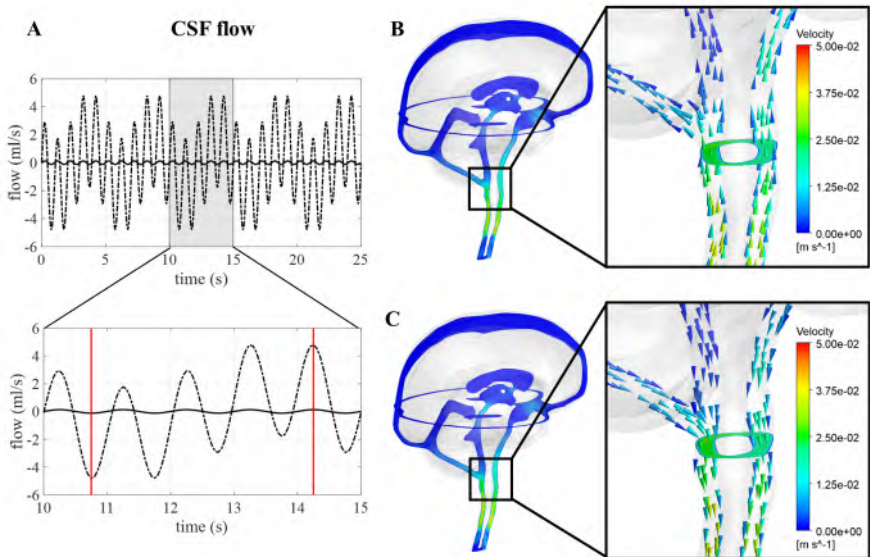 A
CSF flow
flow (ml/s)
6
4
2
0
-2
-4
-6
0
5
10
15
20
25
time (s)
flow (ml/s)
6
4
2
0
-2
-4
-6
10
11
12
13
14
15
time (s)
B
Velocity
5.00e-02
3.75e-02
2.50e-02
1.25e-02
0.00e+00
[m s^-1]
C
Velocity
5.00e-02
3.75e-02
2.50e-02
1.25e-02
0.00e+00
[m s^-1]